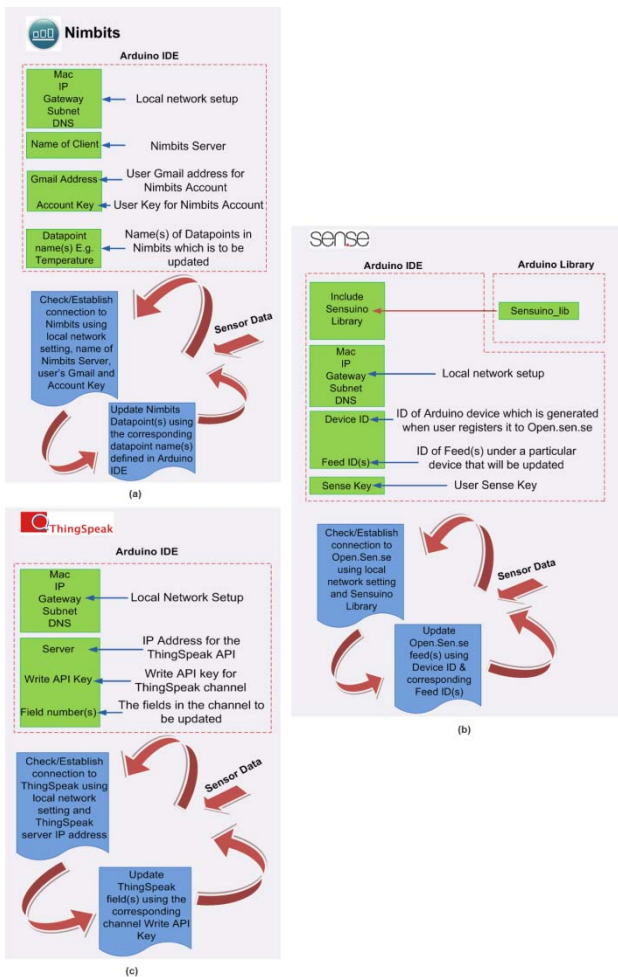 Nimbits
Arduino IDE
Mac
IP
Gateway
Subnet
DNS
Local network setup
Name of Client
Nimbits Server
Gmail Address
User Gmail address for
Nimbits Account
Account Key
User Key for Nimbits Account
Datapoint
name(s) E.g.
Temperature
Name(s) of Datapoints in
Nimbits which is to be
updated
Check/Establish
connection to
Nimbits using
local network
setting, name of
Nimbits Server,
user's Gmail and
Account Key
Sensor Data
Update Nimbits
Datapoint(s) using
the corresponding
datapoint name(s)
defined in Arduino
IDE
(a)
sen.se
Arduino IDE
Arduino Library
Include
Sensuino
Library
Sensuino_lib
Mac
IP
Gateway
Subnet
DNS
Local network setup
Device ID
ID of Arduino device which is generated
when user registers it to Open.sen.se
Feed ID(s)
ID of Feed(s) under a particular
device that will be updated
Sense Key
User Sense Key
Check/Establish
connection to
Open.Sen.se
using local
network setting
and Sensuino
Library
Sensor Data
Update
Open.Sen.se
feed(s) using
Device ID &
corresponding
Feed ID(s)
(b)
ThingSpeak
Arduino IDE
Mac
IP
Gateway
Subnet
DNS
Local Network Setup
Server
IP Address for the
ThingSpeak API
Write API Key
Write API key for
ThingSpeak channel
Field number(s)
The fields in the channel to
be updated
Check/Establish
connection to
ThingSpeak using
local network
setting and
ThingSpeak
server IP address
Sensor Data
Update
ThingSpeak
field(s) using the
corresponding
channel Write API
Key
(c)